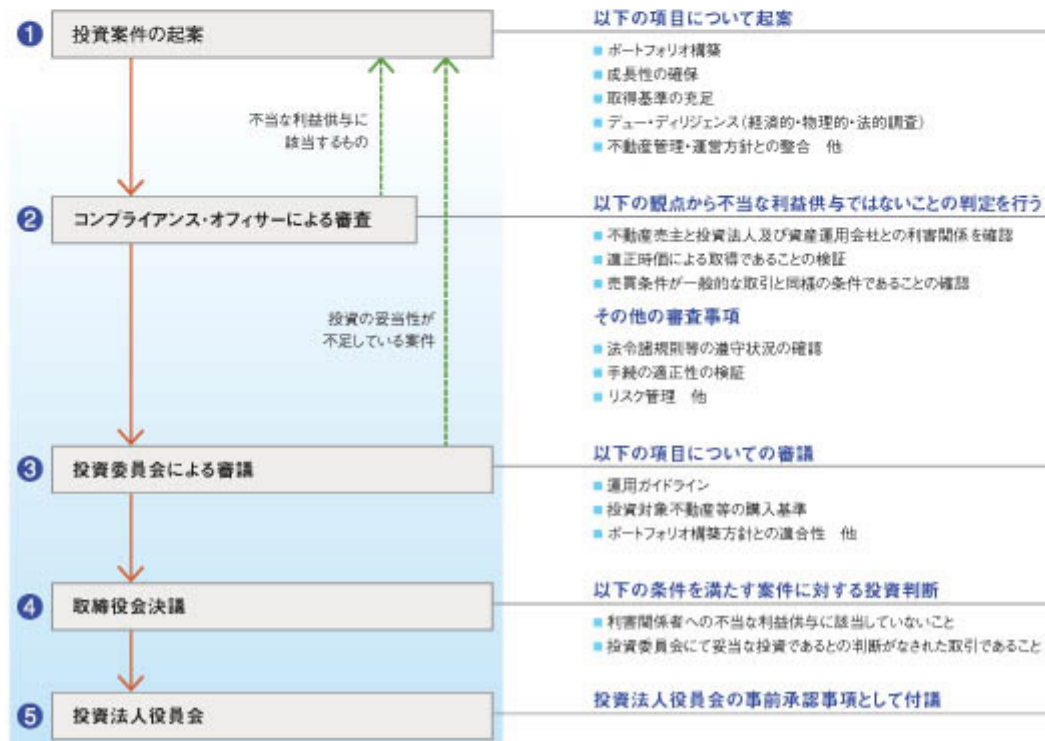 1 投資案件の起案
以下の項目について起案
■ ポートフォリオ構築
■ 成長性の確保
■ 取得基準の充足
■ デュー・ディリジェンス(経済的・物理的・法的調査)
■ 不動産管理・運営方針との整合 他
不当な利益供与に
該当するもの
2 コンプライアンス・オフィサーによる審査
以下の観点から不当な利益供与ではないことの判定を行う
■ 不動産売主と投資法人及び資産運用会社との利害関係を確認
■ 適正時価による取得であることの検証
■ 売買条件が一般的な取引と同様の条件であることの確認
その他の審査事項
■ 法令諸規則等の遵守状況の確認
■ 手続の適正性の検証
■ リスク管理 他
投資の妥当性が
不足している案件
3 投資委員会による審議
以下の項目についての審議
■ 運用ガイドライン
■ 投資対象不動産等の購入基準
■ ポートフォリオ構築方針との適合性 他
4 取締役会決議
以下の条件を満たす案件に対する投資判断
■ 利害関係者への不当な利益供与に該当していないこと
■ 投資委員会にて妥当な投資であるとの判断がなされた取引であること
5 投資法人役員会
投資法人役員会の事前承認事項として付議